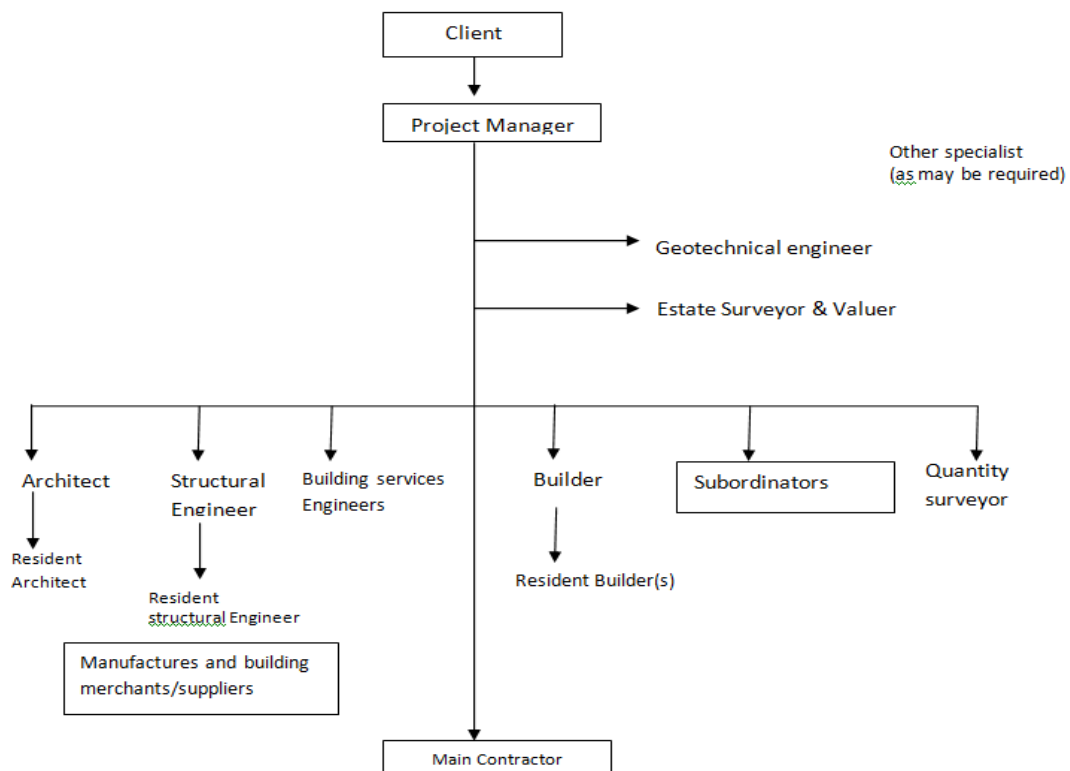 Client
Project Manager
Other specialist
(as may be required)
Geotechnical engineer
Estate Surveyor & Valuer
Architect
Structural
Engineer
Building services
Engineers
Builder
Subordinators
Quantity
surveyor
Resident
Architect
Resident
structural Engineer
Resident Builder(s)
Manufactures and building
merchants/suppliers
Main Contractor